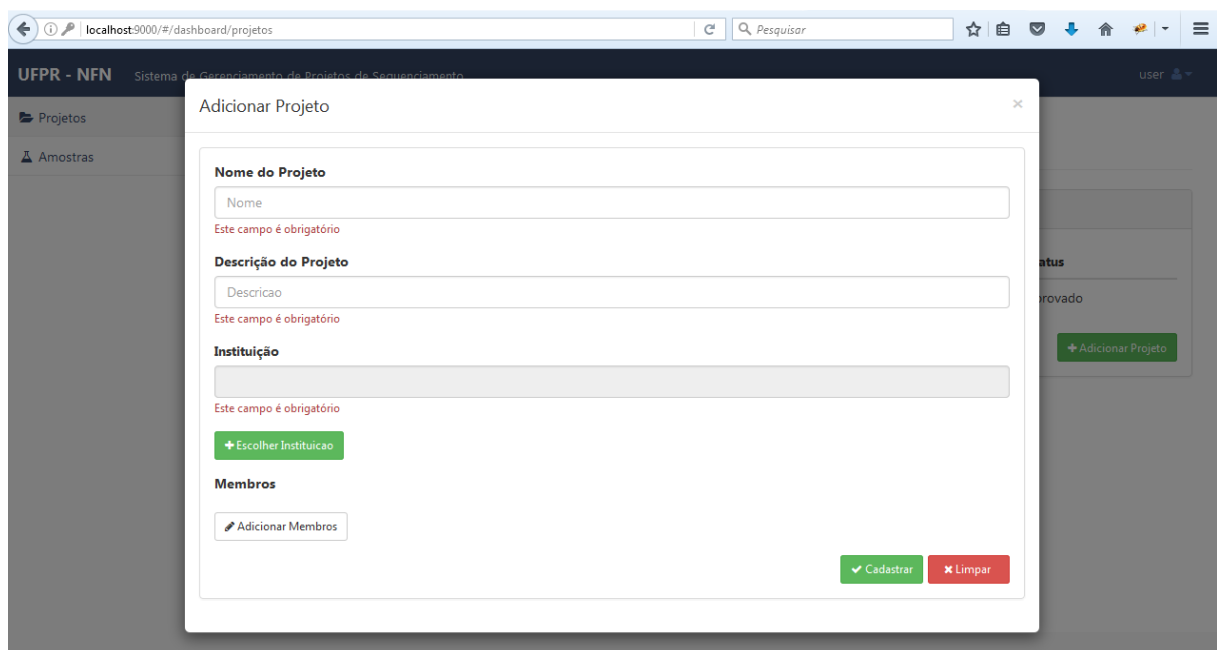 localhost:9000/#/dashboard/projetos
Pesquisar
UFPR - NFN Sistema de Gerenciamento de Projetos de Sequenciamento user
Projetos
Amostras
Adicionar Projeto ×
Nome do Projeto
Nome
Este campo é obrigatório
Descrição do Projeto
Descricao
Este campo é obrigatório
Instituição
Este campo é obrigatório
Escolher Instituicao
Membros
Adicionar Membros
Cadastrar Limpar
atus
provado
Adicionar Projeto